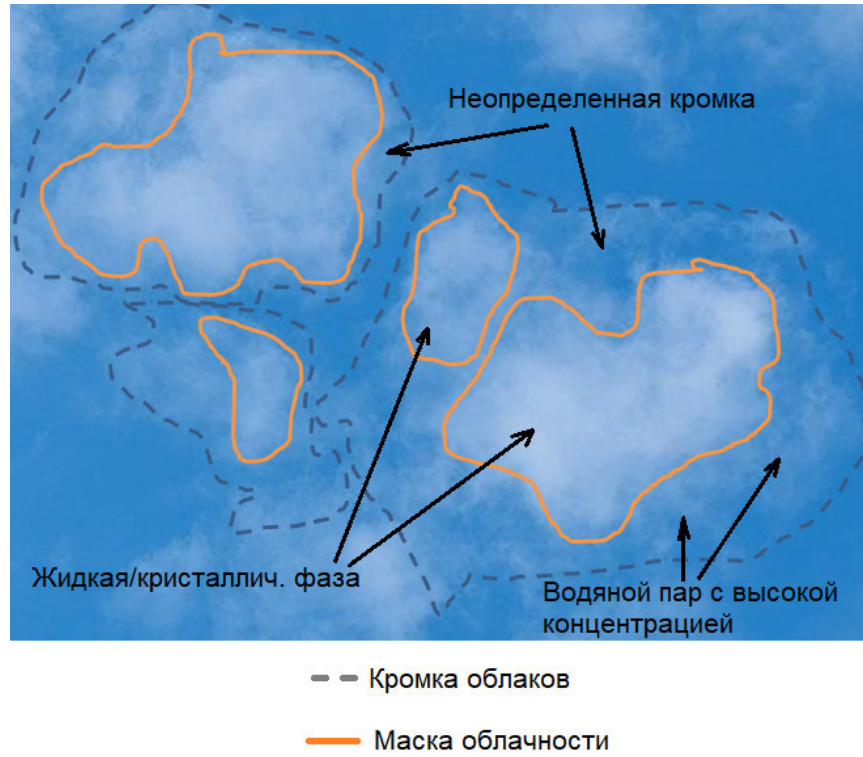 Неопределенная кромка
Жидкая/кристаллич. фаза
Водяной пар с высокой
концентрацией
Кромка облаков
Маска облачности